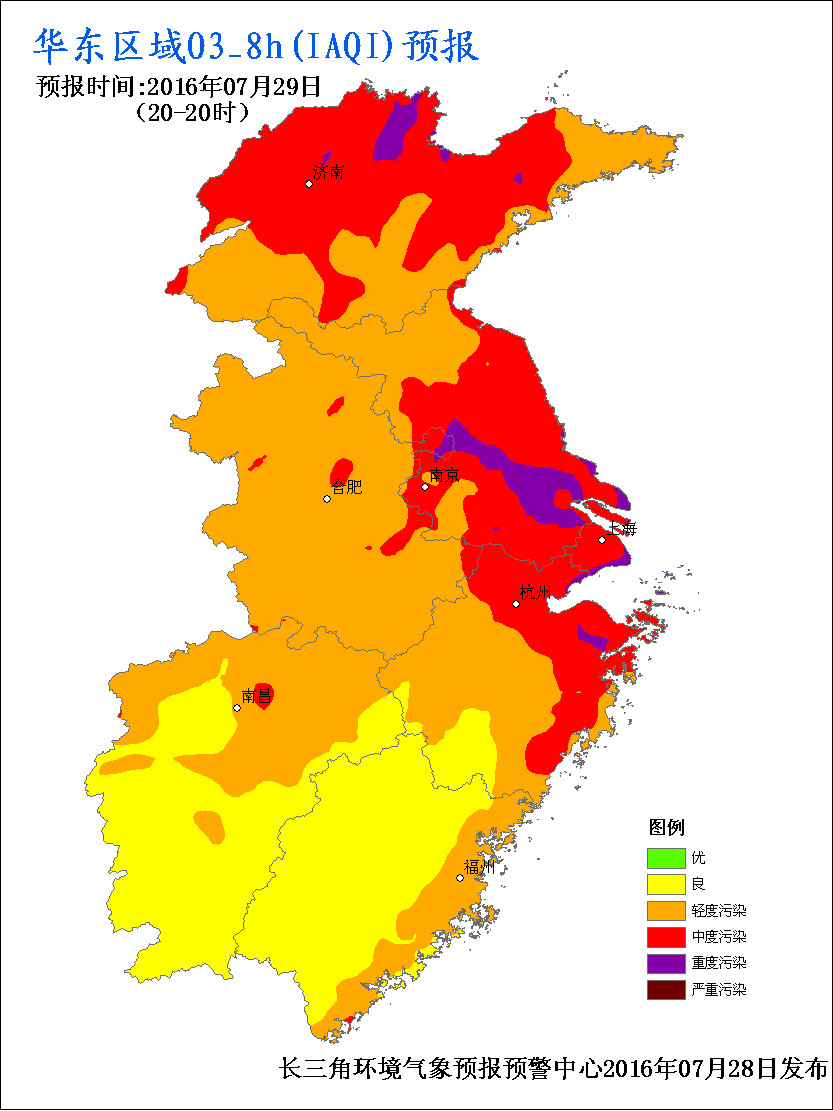 华东区域O3_8h(IAQI)预报
预报时间:2016年07月29日
（20-20时）
济南
南京
合肥
上海
杭州
南昌
福州
图例
优
良
轻度污染
中度污染
重度污染
严重污染
长三角环境气象预报预警中心2016年07月28日发布